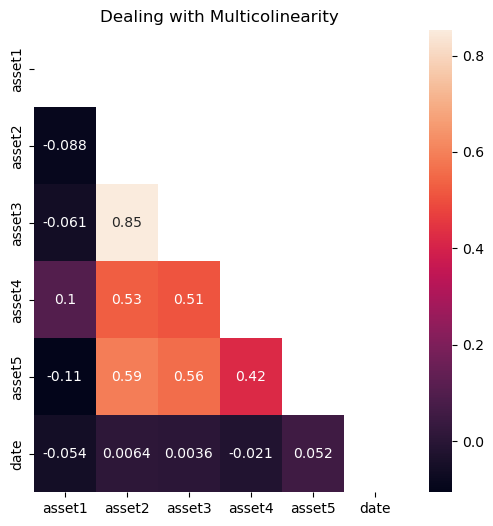 Dealing with Multicolinearity
asset1
asset2
-0.088
asset3
-0.061 0.85
asset4
0.1 0.53 0.51
asset5
-0.11 0.59 0.56 0.42
date
-0.054 0.0064 0.0036 -0.021 0.052
asset1 asset2 asset3 asset4 asset5 date
0.8
0.6
0.4
0.2
0.0